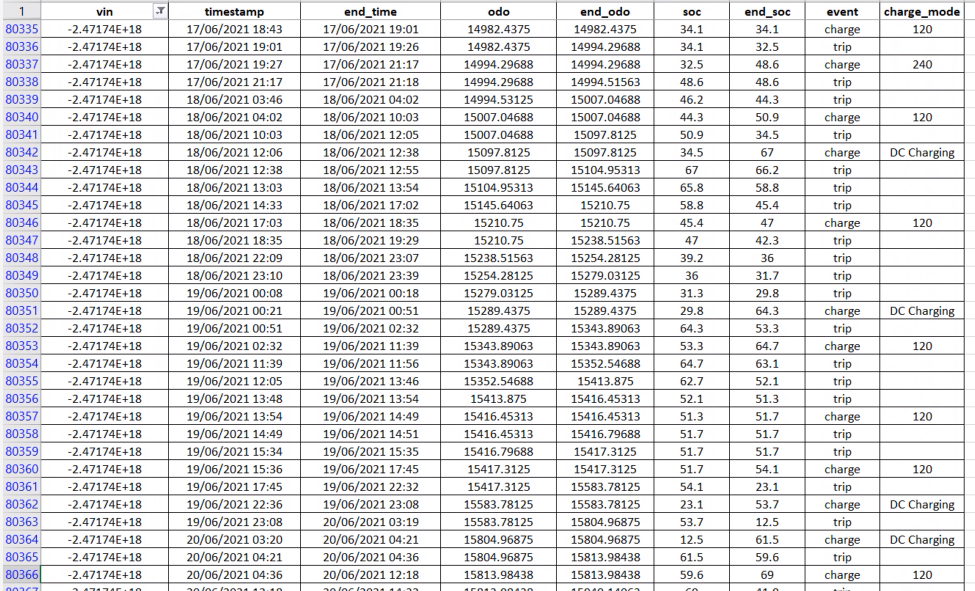 1 vin timestamp end_time odo end_odo soc end_soc event charge_mode
80335 -2.47174E+18 17/06/2021 18:43 17/06/2021 19:01 14982.4375 14982.4375 34.1 34.1 charge 120
80336 -2.47174E+18 17/06/2021 19:01 17/06/2021 19:26 14982.4375 14994.29688 34.1 32.5 trip
80337 -2.47174E+18 17/06/2021 19:27 17/06/2021 21:17 14994.29688 14994.29688 32.5 48.6 charge 240
80338 -2.47174E+18 17/06/2021 21:17 17/06/2021 21:18 14994.29688 14994.51563 48.6 48.6 trip
80339 -2.47174E+18 18/06/2021 03:46 18/06/2021 04:02 14994.53125 15007.04688 46.2 44.3 trip
80340 -2.47174E+18 18/06/2021 04:02 18/06/2021 10:03 15007.04688 15007.04688 44.3 50.9 charge 120
80341 -2.47174E+18 18/06/2021 10:03 18/06/2021 12:05 15007.04688 15097.8125 50.9 34.5 trip
80342 -2.47174E+18 18/06/2021 12:06 18/06/2021 12:38 15097.8125 15097.8125 34.5 67 charge DC Charging
80343 -2.47174E+18 18/06/2021 12:38 18/06/2021 12:55 15097.8125 15104.95313 67 66.2 trip
80344 -2.47174E+18 18/06/2021 13:03 18/06/2021 13:54 15104.95313 15145.64063 65.8 58.8 trip
80345 -2.47174E+18 18/06/2021 14:33 18/06/2021 17:02 15145.64063 15210.75 58.8 45.4 trip
80346 -2.47174E+18 18/06/2021 17:03 18/06/2021 18:35 15210.75 15210.75 45.4 47 charge 120
80347 -2.47174E+18 18/06/2021 18:35 18/06/2021 19:29 15210.75 15238.51563 47 42.3 trip
80348 -2.47174E+18 18/06/2021 22:09 18/06/2021 23:07 15238.51563 15254.28125 39.2 36 trip
80349 -2.47174E+18 18/06/2021 23:10 18/06/2021 23:39 15254.28125 15279.03125 36 31.7 trip
80350 -2.47174E+18 19/06/2021 00:08 19/06/2021 00:18 15279.03125 15289.4375 31.3 29.8 trip
80351 -2.47174E+18 19/06/2021 00:21 19/06/2021 00:51 15289.4375 15289.4375 29.8 64.3 charge DC Charging
80352 -2.47174E+18 19/06/2021 00:51 19/06/2021 02:32 15289.4375 15343.89063 64.3 53.3 trip
80353 -2.47174E+18 19/06/2021 02:32 19/06/2021 11:39 15343.89063 15343.89063 53.3 64.7 charge 120
80354 -2.47174E+18 19/06/2021 11:39 19/06/2021 11:56 15343.89063 15352.54688 64.7 63.1 trip
80355 -2.47174E+18 19/06/2021 12:05 19/06/2021 13:46 15352.54688 15413.875 62.7 52.1 trip
80356 -2.47174E+18 19/06/2021 13:48 19/06/2021 13:54 15413.875 15416.45313 52.1 51.3 trip
80357 -2.47174E+18 19/06/2021 13:54 19/06/2021 14:49 15416.45313 15416.45313 51.3 51.7 charge 120
80358 -2.47174E+18 19/06/2021 14:49 19/06/2021 14:51 15416.45313 15416.79688 51.7 51.7 trip
80359 -2.47174E+18 19/06/2021 15:34 19/06/2021 15:35 15416.79688 15417.3125 51.7 51.7 trip
80360 -2.47174E+18 19/06/2021 15:36 19/06/2021 17:45 15417.3125 15417.3125 51.7 54.1 charge 120
80361 -2.47174E+18 19/06/2021 17:45 19/06/2021 22:32 15417.3125 15583.78125 54.1 23.1 trip
80362 -2.47174E+18 19/06/2021 22:36 19/06/2021 23:08 15583.78125 15583.78125 23.1 53.7 charge DC Charging
80363 -2.47174E+18 19/06/2021 23:08 20/06/2021 03:19 15583.78125 15804.96875 53.7 12.5 trip
80364 -2.47174E+18 20/06/2021 03:20 20/06/2021 04:21 15804.96875 15804.96875 12.5 61.5 charge DC Charging
80365 -2.47174E+18 20/06/2021 04:21 20/06/2021 04:36 15804.96875 15813.98438 61.5 59.6 trip
80366 -2.47174E+18 20/06/2021 04:36 20/06/2021 12:18 15813.98438 15813.98438 59.6 69 charge 120